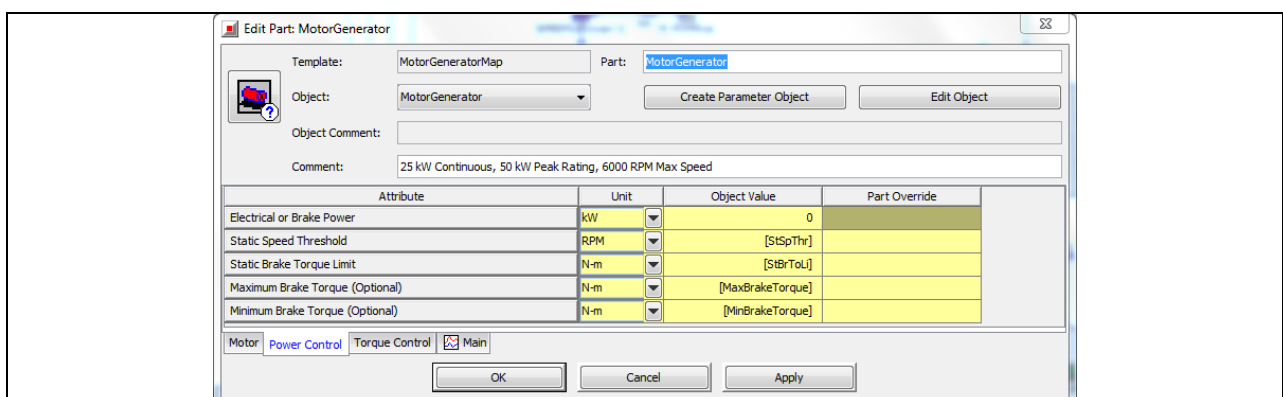 Edit Part: MotorGenerator
Template: MotorGeneratorMap Part: MotorGenerator
Object: MotorGenerator Create Parameter Object Edit Object
Object Comment:
Comment: 25 kW Continuous, 50 kW Peak Rating, 6000 RPM Max Speed
Attribute Unit Object Value Part Override
Electrical or Brake Power kW 0
Static Speed Threshold RPM [StSpThr]
Static Brake Torque Limit N-m [StBrToLi]
Maximum Brake Torque (Optional) N-m [MaxBrakeTorque]
Minimum Brake Torque (Optional) N-m [MinBrakeTorque]
Motor Power Control Torque Control Main
OK Cancel Apply